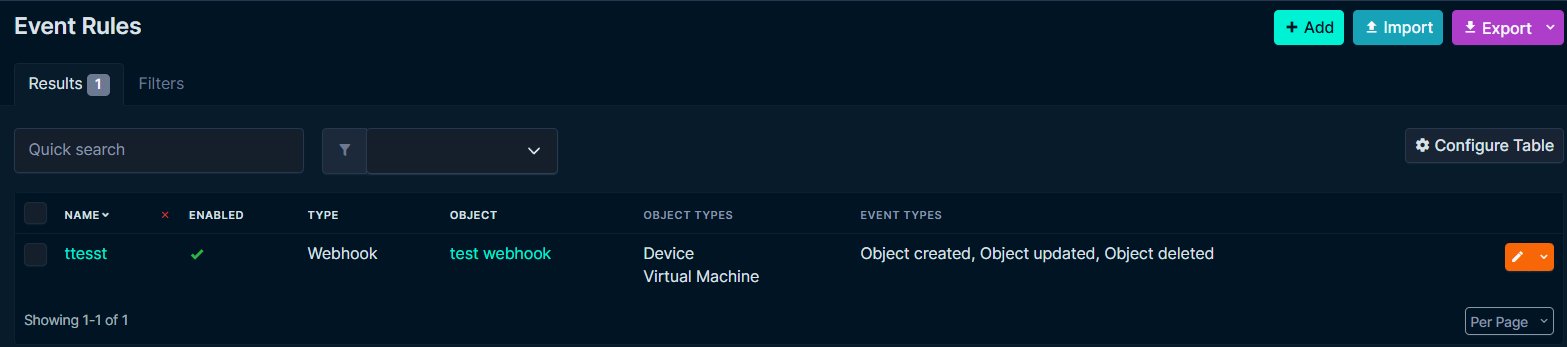 Event Rules
+ Add
Import
Export
Results 1
Filters
Quick search
Configure Table
NAME ENABLED TYPE OBJECT OBJECT TYPES EVENT TYPES
ttesst Webhook test webhook Device Object created, Object updated, Object deleted
Virtual Machine
Showing 1-1 of 1
Per Page